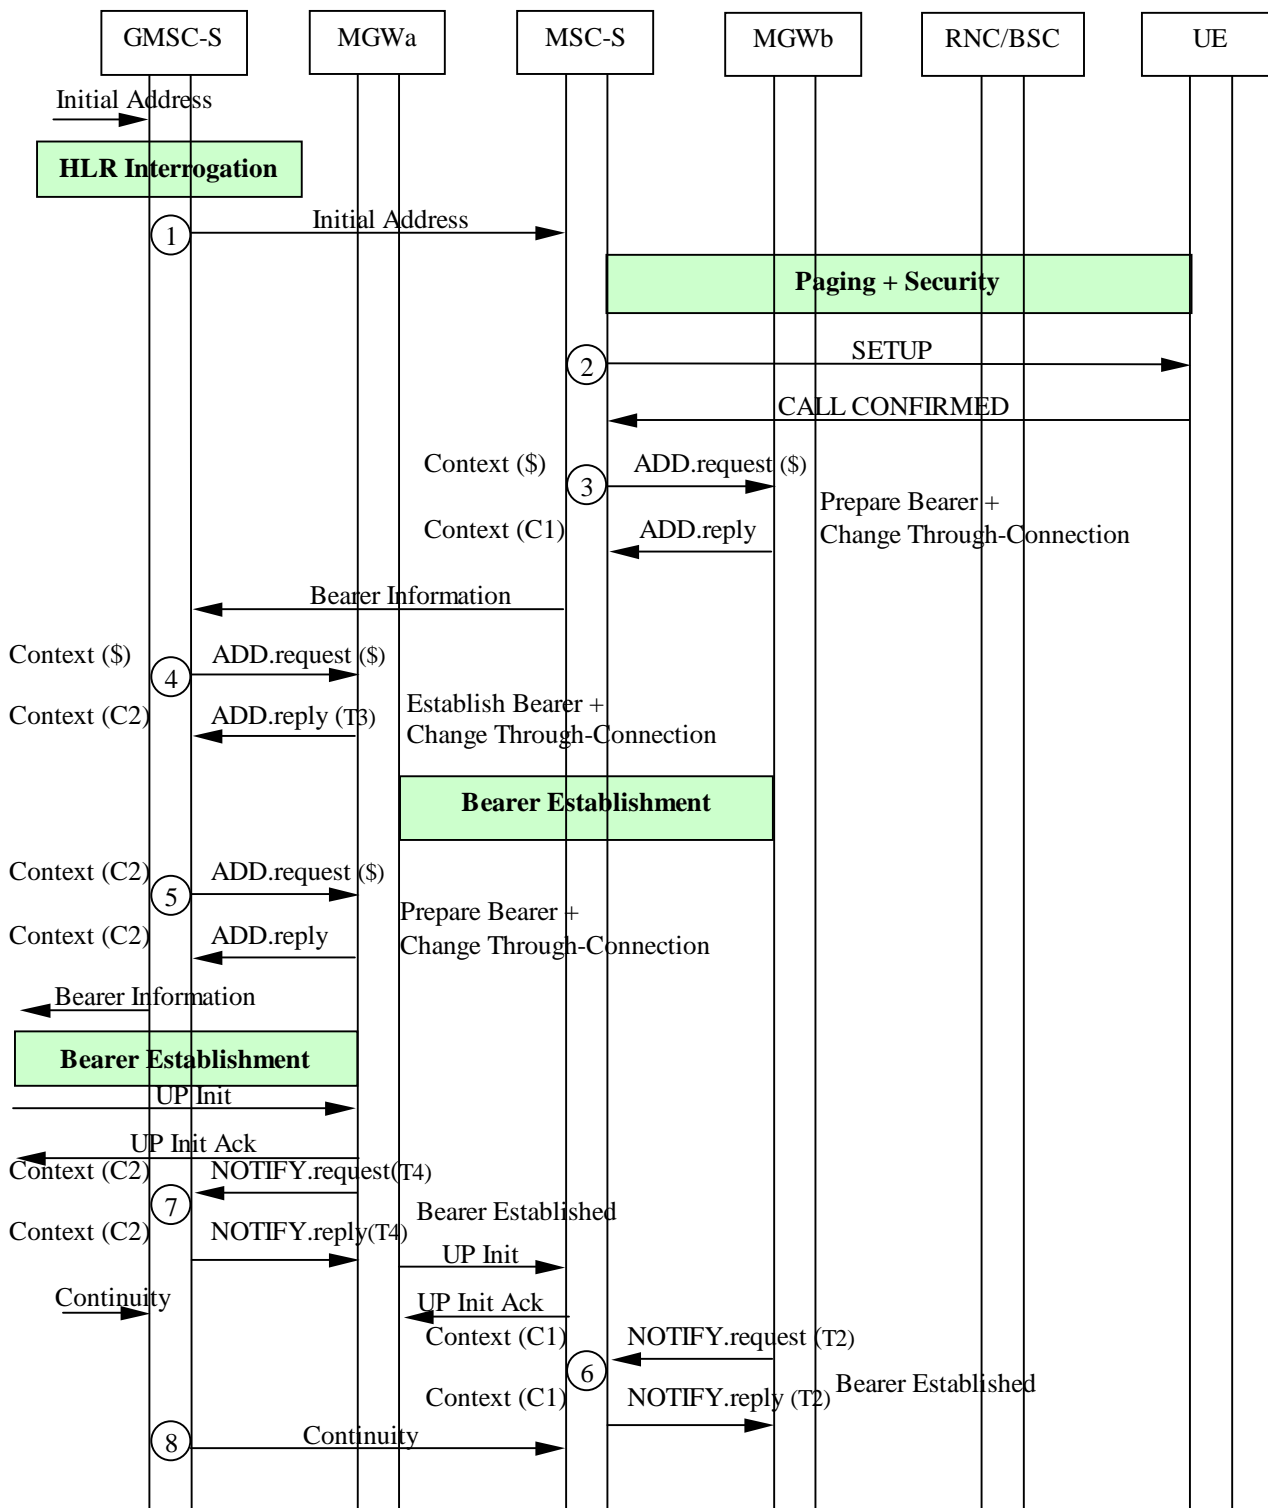 GMSC-S MGWa MSC-S MGWb RNC/BSC UE
Initial Address
HLR Interrogation
1 Initial Address
Paging + Security
2 SETUP
CALL CONFIRMED
Context ($) 3 ADD.request ($)
Prepare Bearer +
Change Through-Connection
Context (C1) ADD.reply
Bearer Information
Context ($) 4 ADD.request ($)
Context (C2) ADD.reply (T3)
Establish Bearer +
Change Through-Connection
Bearer Establishment
Context (C2) 5 ADD.request ($)
Prepare Bearer +
Change Through-Connection
Context (C2) ADD.reply
Bearer Information
Bearer Establishment
UP Init
UP Init Ack
Context (C2) 7 NOTIFY.request(T4)
Bearer Established
Context (C2) NOTIFY.reply(T4)
UP Init
Continuity
UP Init Ack
Context (C1) 6 NOTIFY.request (T2)
Bearer Established
Context (C1) NOTIFY.reply (T2)
8 Continuity